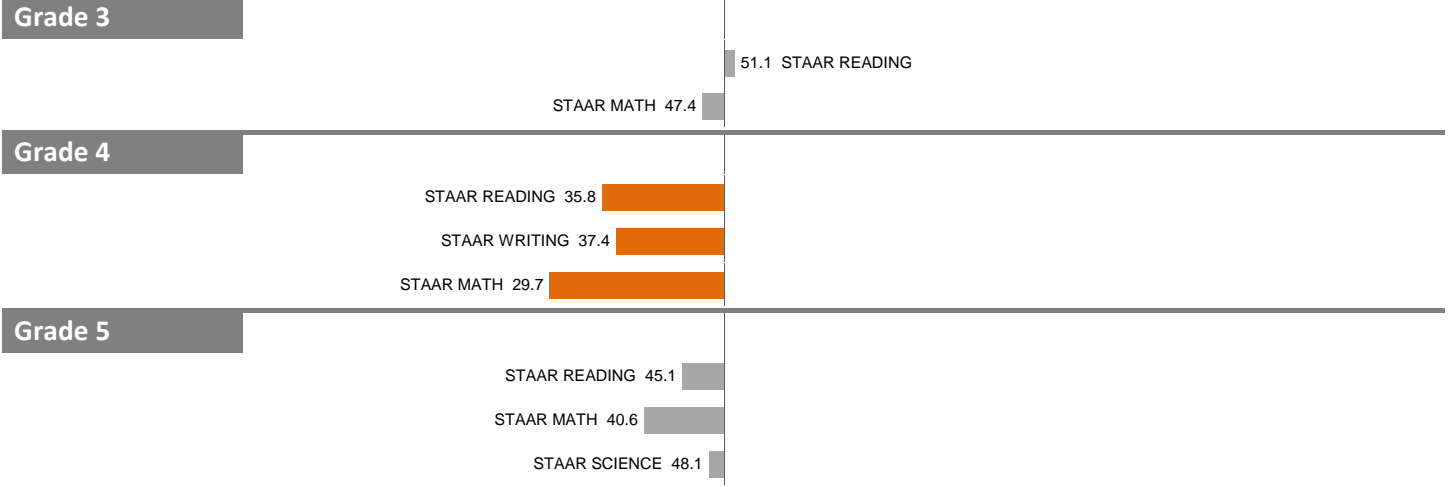 Grade 3
51.1 STAAR READING
STAAR MATH 47.4
Grade 4
STAAR READING 35.8
STAAR WRITING 37.4
STAAR MATH 29.7
Grade 5
STAAR READING 45.1
STAAR MATH 40.6
STAAR SCIENCE 48.1